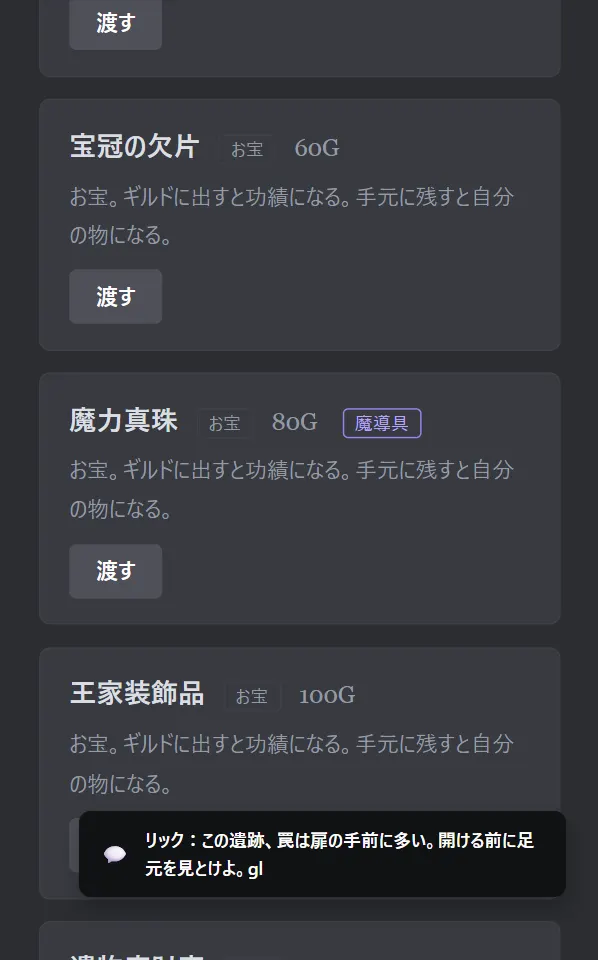 渡す
宝冠の欠片 お宝 60G
お宝。ギルドに出すと功績になる。手元に残すと自分
の物になる。
渡す
魔力真珠 お宝 80G 魔導具
お宝。ギルドに出すと功績になる。手元に残すと自分
の物になる。
渡す
王家装飾品 お宝 100G
お宝。ギルドに出すと功績になる。手元に残すと自分
の物になる。
リック：この遺跡、罠は扉の手前に多い。開ける前に足
元を見とけよ。gl